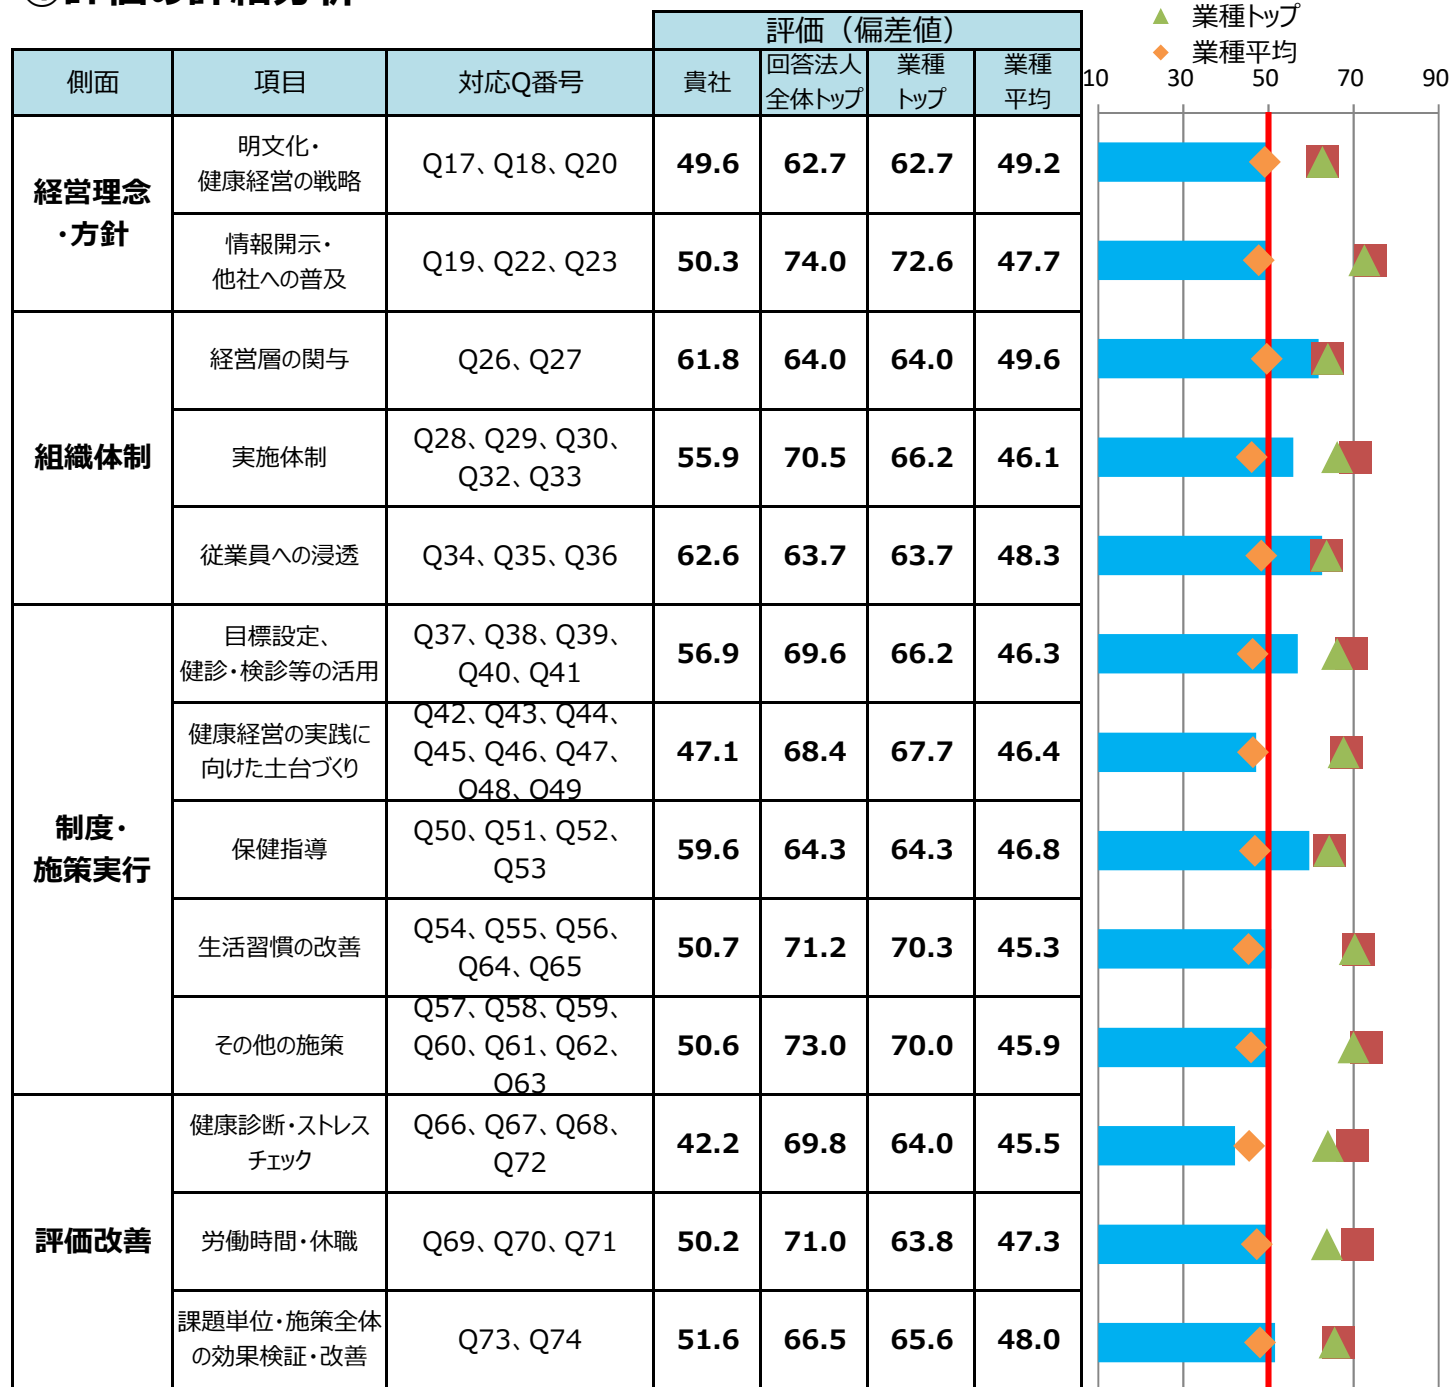 ▲ 業種トップ
◆ 業種平均
評価（偏差値）
側面 項目 対応Q番号 貴社 回答法人 業種 業種
全体トップ トップ 平均
10 30 50 70 90
経営理念
・方針
明文化・
健康経営の戦略
Q17、Q18、Q20
49.6 62.7 62.7 49.2
情報開示・
他社への普及
Q19、Q22、Q23
50.3 74.0 72.6 47.7
組織体制
経営層の関与
Q26、Q27
61.8 64.0 64.0 49.6
実施体制
Q28、Q29、Q30、
Q32、Q33
55.9 70.5 66.2 46.1
従業員への浸透
Q34、Q35、Q36
62.6 63.7 63.7 48.3
制度・
施策実行
目標設定、
健診・検診等の活用
Q37、Q38、Q39、
Q40、Q41
56.9 69.6 66.2 46.3
健康経営の実践に
向けた土台づくり
Q42、Q43、Q44、
Q45、Q46、Q47、
Q48、Q49
47.1 68.4 67.7 46.4
保健指導
Q50、Q51、Q52、
Q53
59.6 64.3 64.3 46.8
生活習慣の改善
Q54、Q55、Q56、
Q64、Q65
50.7 71.2 70.3 45.3
その他の施策
Q57、Q58、Q59、
Q60、Q61、Q62、
Q63
50.6 73.0 70.0 45.9
評価改善
健康診断・ストレス
チェック
Q66、Q67、Q68、
Q72
42.2 69.8 64.0 45.5
労働時間・休職
Q69、Q70、Q71
50.2 71.0 63.8 47.3
課題単位・施策全体
の効果検証・改善
Q73、Q74
51.6 66.5 65.6 48.0